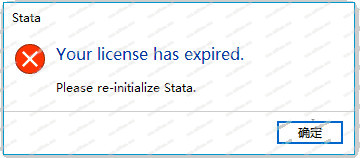 Stata
Your license has expired.
Please re-initialize Stata.
确定